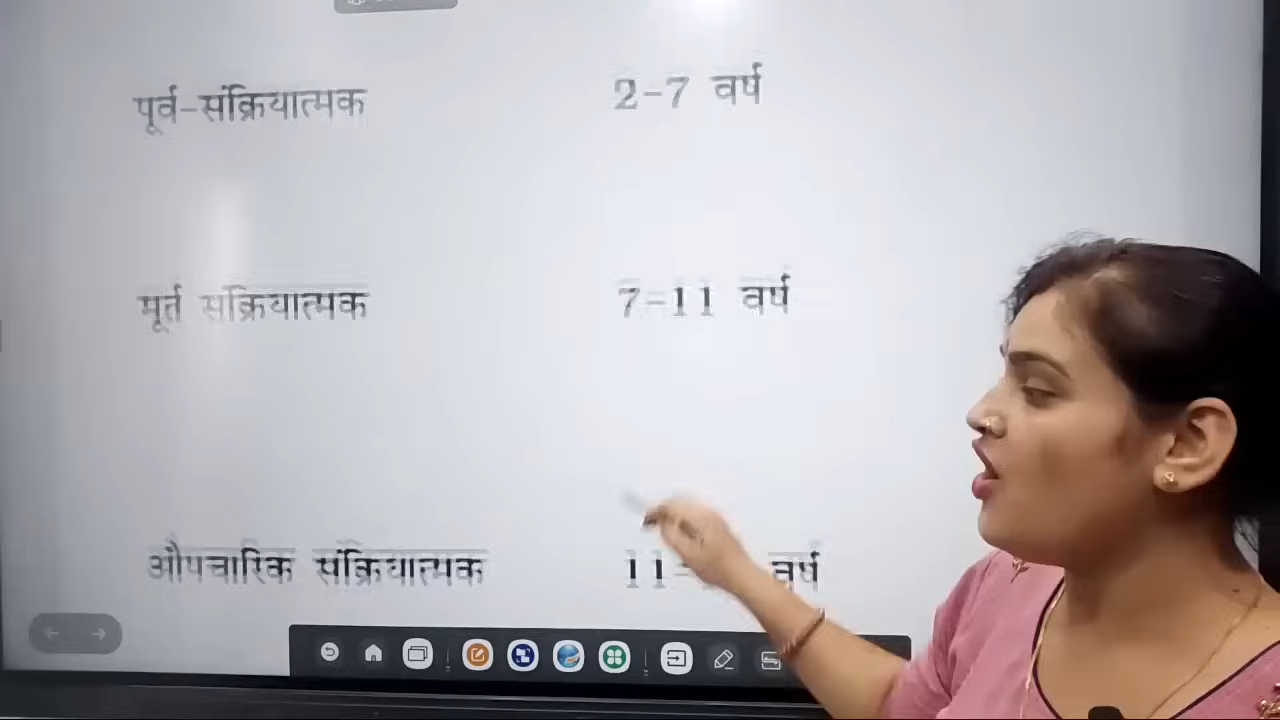 पूर्व-संक्रियात्मक 2-7 वर्ष
मूर्त संक्रियात्मक 7-11 वर्ष
औपचारिक संक्रियात्मक 11- वर्ष